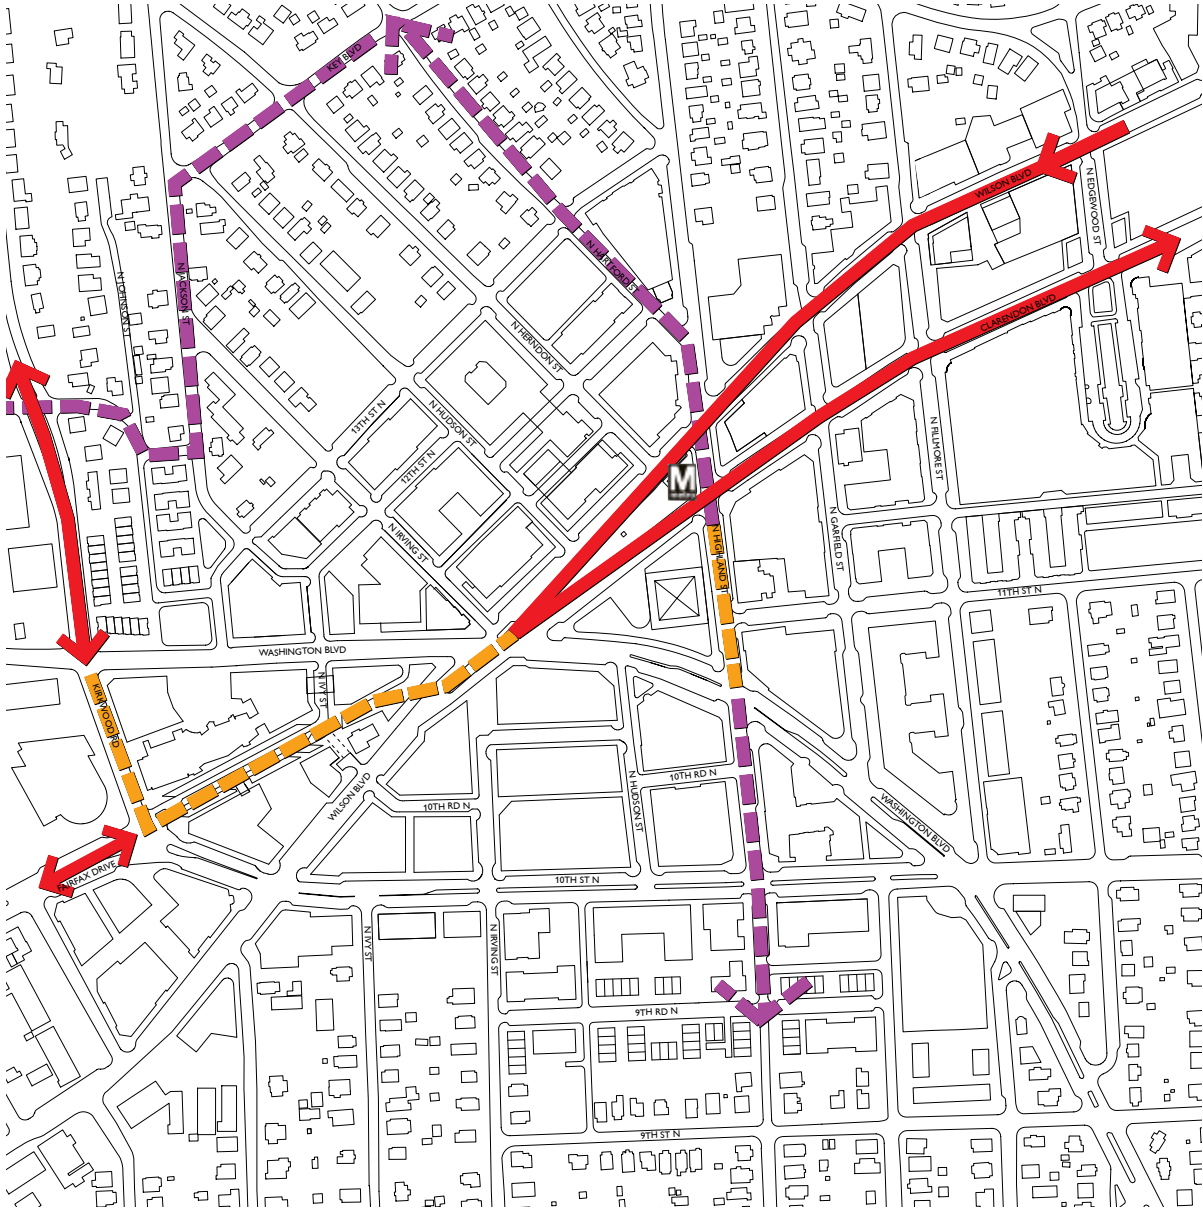 KEY BLVD
N EDGEWOOD ST
WILSON BLVD
N HARTFORD ST
N JACKSON ST
N JOHNSON ST
CLARENDON BLVD
N HERNDON ST
13TH ST N
N HUDSON ST
12TH ST N
N FILLMORE ST
M
N IRVING ST
N GARFIELD ST
N HIGHLAND ST
11TH ST N
WASHINGTON BLVD
N IVY ST
KIRKWOOD RD
WILSON BLVD
10TH RD N
N HUDSON ST
10TH RD N
WASHINGTON BLVD
FAIRFAX DRIVE
10TH ST N
N IVY ST
N IRVING ST
9TH RD N
9TH ST N